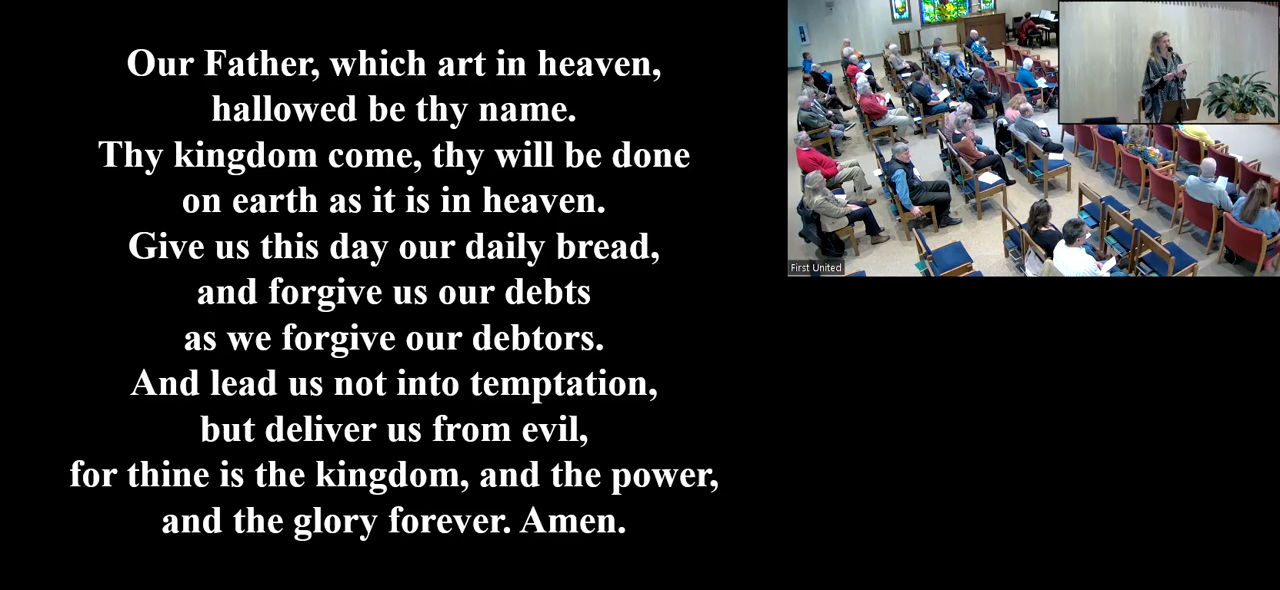 Our Father, which art in heaven,
hallowed be thy name.
Thy kingdom come, thy will be done
on earth as it is in heaven.
Give us this day our daily bread,
and forgive us our debts
as we forgive our debtors.
And lead us not into temptation,
but deliver us from evil,
for thine is the kingdom, and the power,
and the glory forever. Amen.
First United